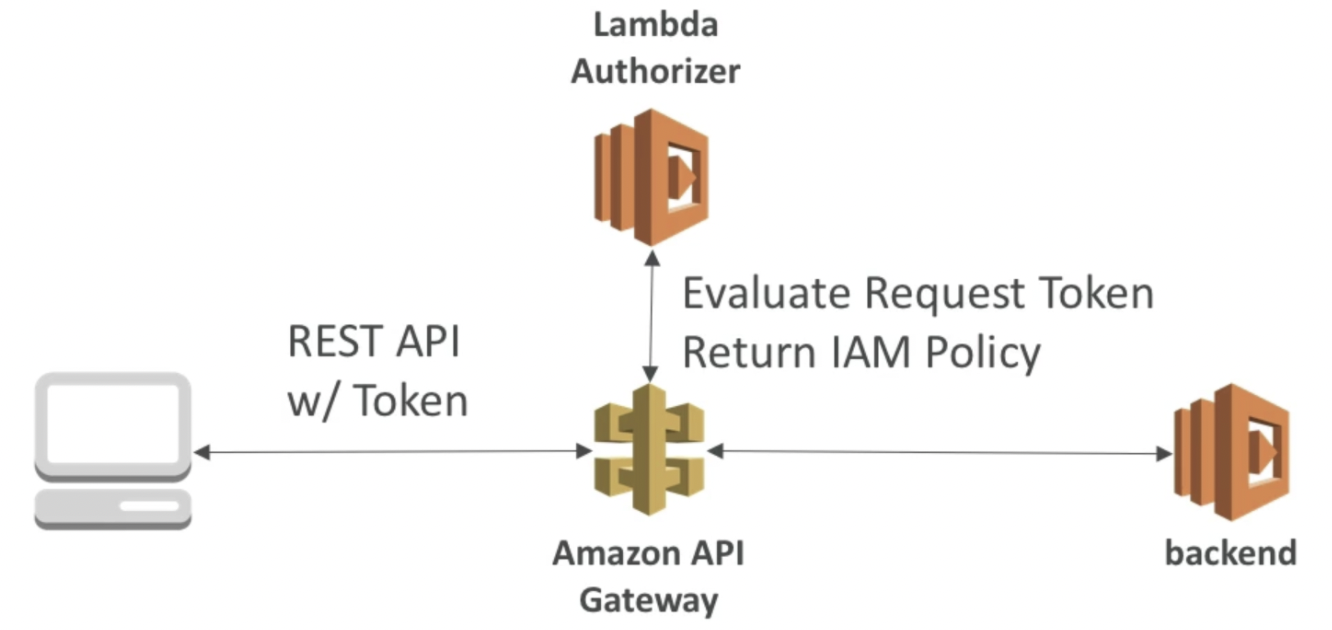 Lambda
Authorizer
Evaluate Request Token
Return IAM Policy
REST API
w/ Token
Amazon API
Gateway
backend